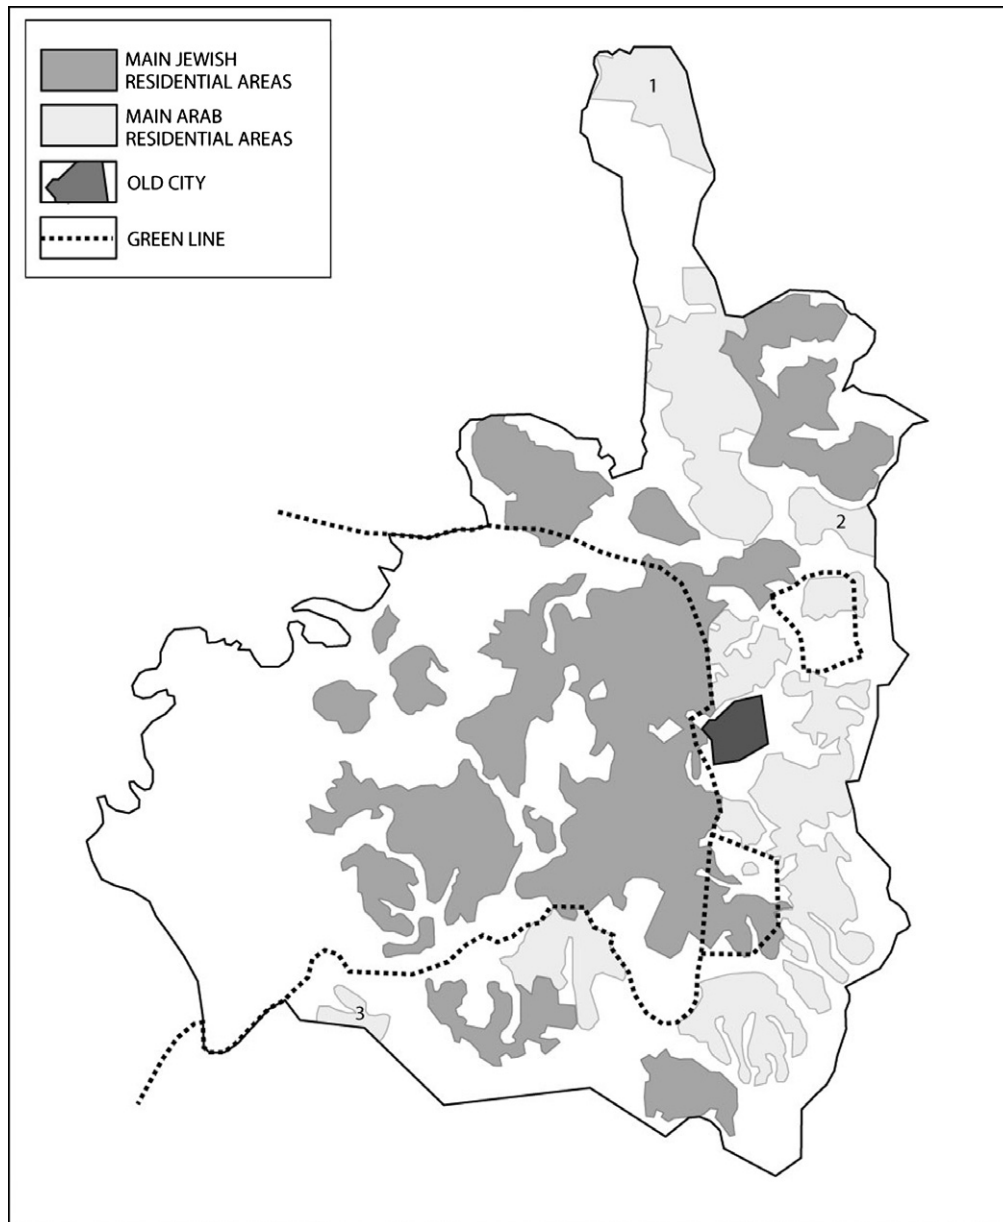 MAIN JEWISH
RESIDENTIAL AREAS
MAIN ARAB
RESIDENTIAL AREAS
OLD CITY
GREEN LINE
1
2
3